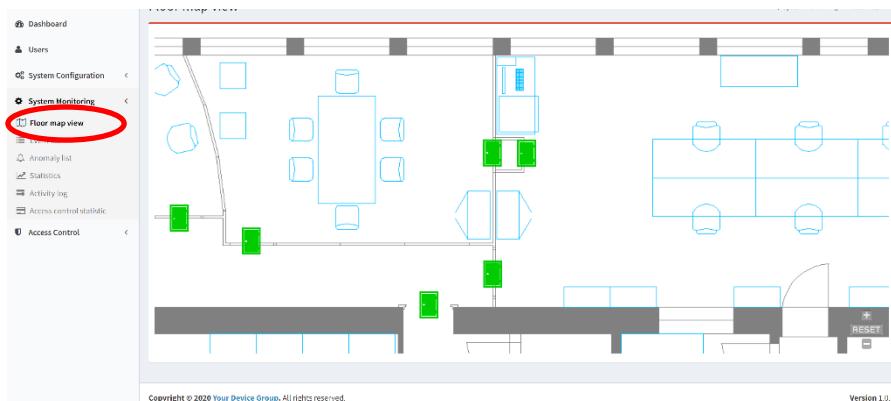 Floor map view
Dashboard
Users
System Configuration
System Monitoring
Floor map view
Anomaly list
Statistics
Activity log
Access control statistic
Access Control
RESET
Copyright © 2020 Your Device Group. All rights reserved.
Version 1.0.